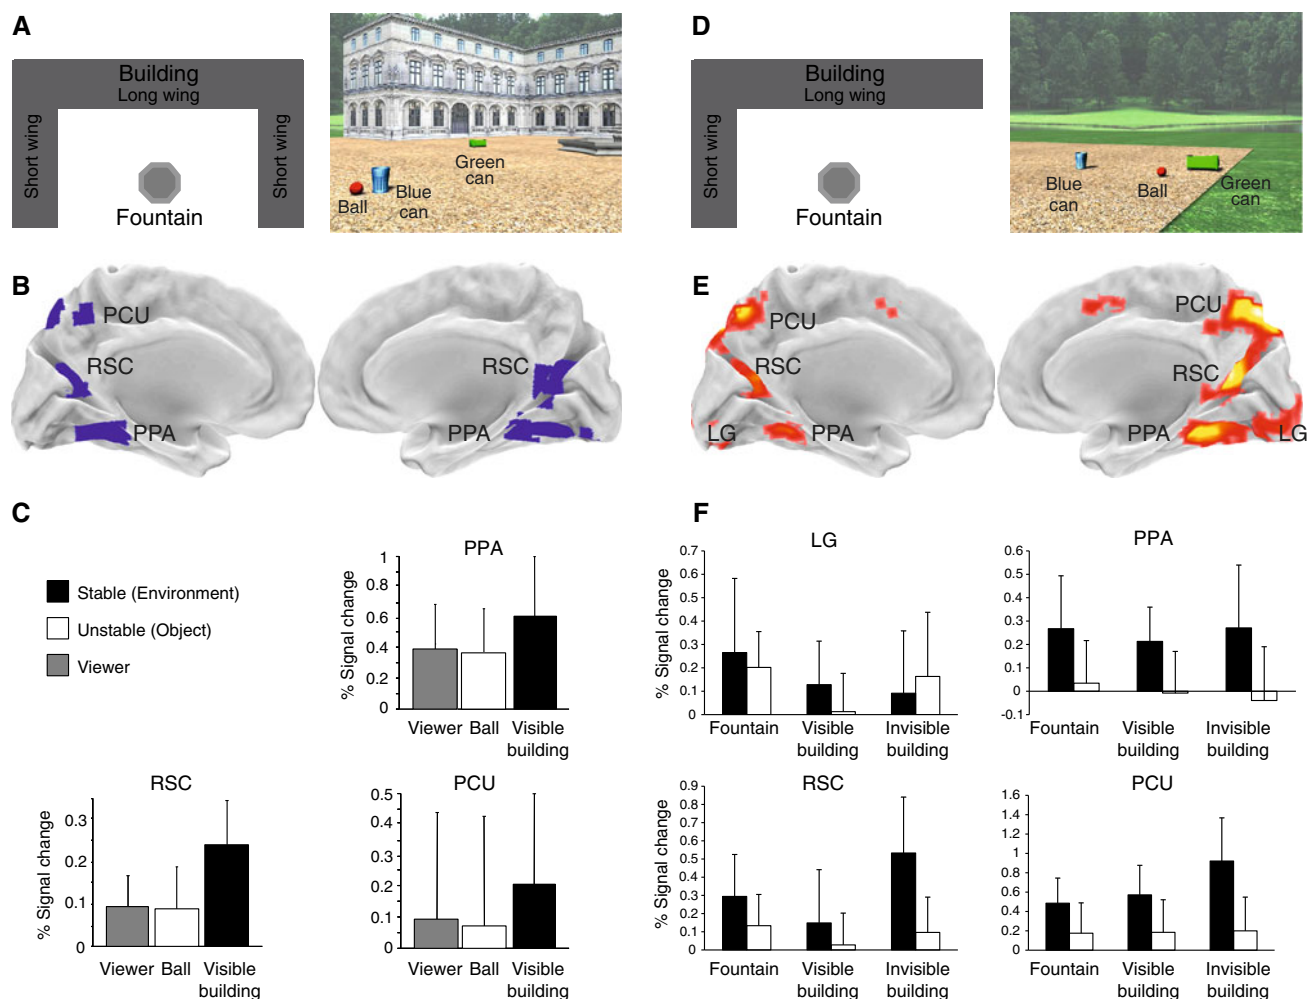 A
Building
Long wing
Short wing
Short wing
Fountain
Ball
Blue
can
Green
can
D
Building
Long wing
Short wing
Fountain
Blue
can
Ball
Green
can
B
PCU
RSC
PPA
RSC
PPA
E
PCU
RSC
LG
PPA
PCU
RSC
PPA
LG
C
Stable (Environment)
Unstable (Object)
Viewer
PPA
% Signal change
1
0.8
0.6
0.4
0.2
0
Viewer Ball Visible
building
RSC
% Signal change
0.3
0.2
0.1
0
Viewer Ball Visible
building
PCU
0.5
0.4
0.3
0.2
0.1
0
Viewer Ball Visible
building
F
LG
% Signal change
0.7
0.6
0.5
0.4
0.3
0.2
0.1
0
Fountain Visible Invisible
building building
PPA
0.6
0.5
0.4
0.3
0.2
0.1
0
-0.1
Fountain Visible Invisible
building building
RSC
% Signal change
0.9
0.8
0.7
0.6
0.5
0.4
0.3
0.2
0.1
0
Fountain Visible Invisible
building building
PCU
1.6
1.4
1.2
1
0.8
0.6
0.4
0.2
0
Fountain Visible Invisible
building building